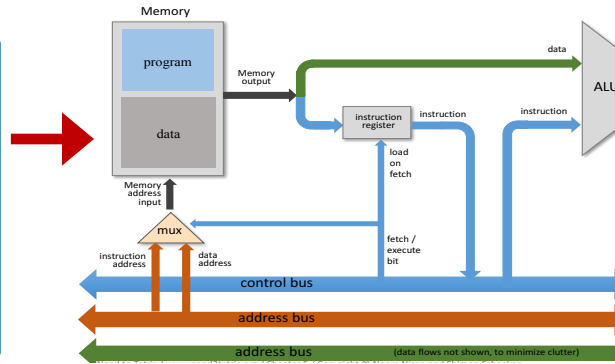 Memory
program
data
Memory
output
data
ALU
instruction
register
instruction
instruction
load
on
fetch
Memory
address
input
mux
instruction
address
data
address
fetch /
execute
bit
control bus
address bus
address bus
(data flows not shown, to minimize clutter)